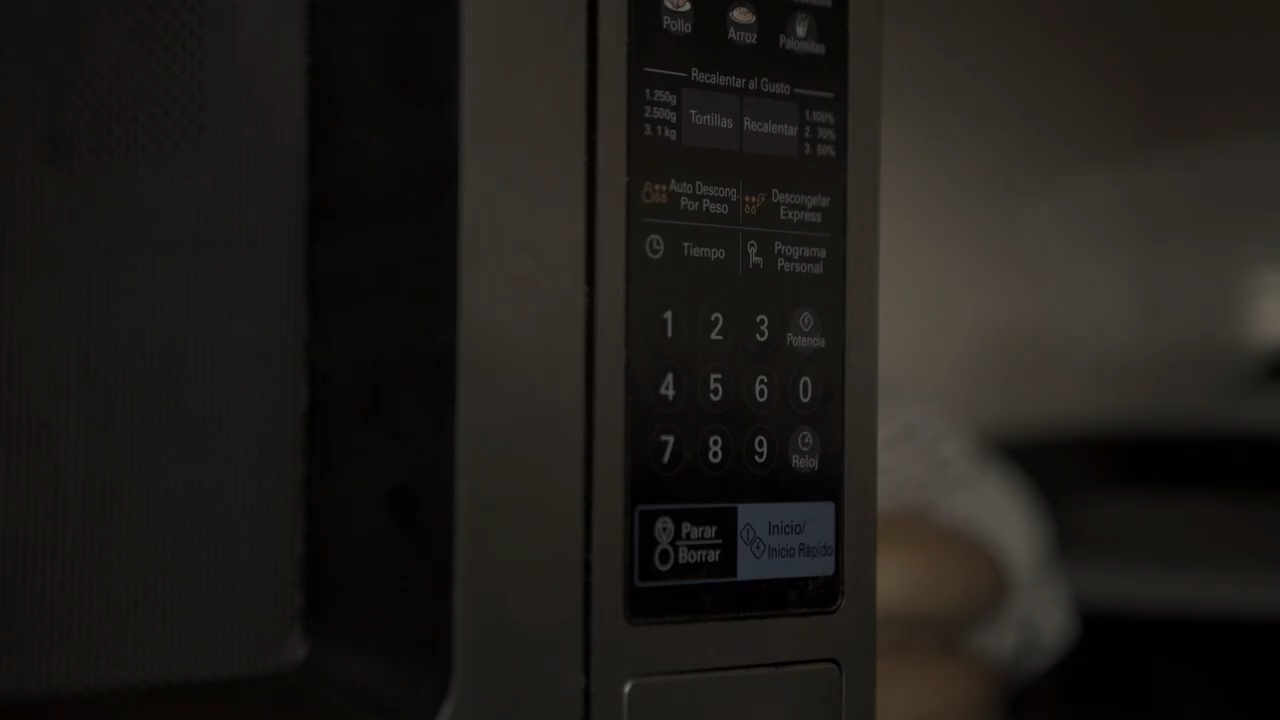 Pollo
Arroz
Palomitas
Recalentar al Gusto
1.250g
2.500g
3. 1 kg
Tortillas
Recalentar
1.100%
2. 70%
3. 50%
Auto Descong.
Por Peso
Descongelar
Express
Tiempo
Programa
Personal
1 2 3
Potencia
4 5 6 0
7 8 9
Reloj
Parar
Borrar
Inicio/
Inicio Rápido